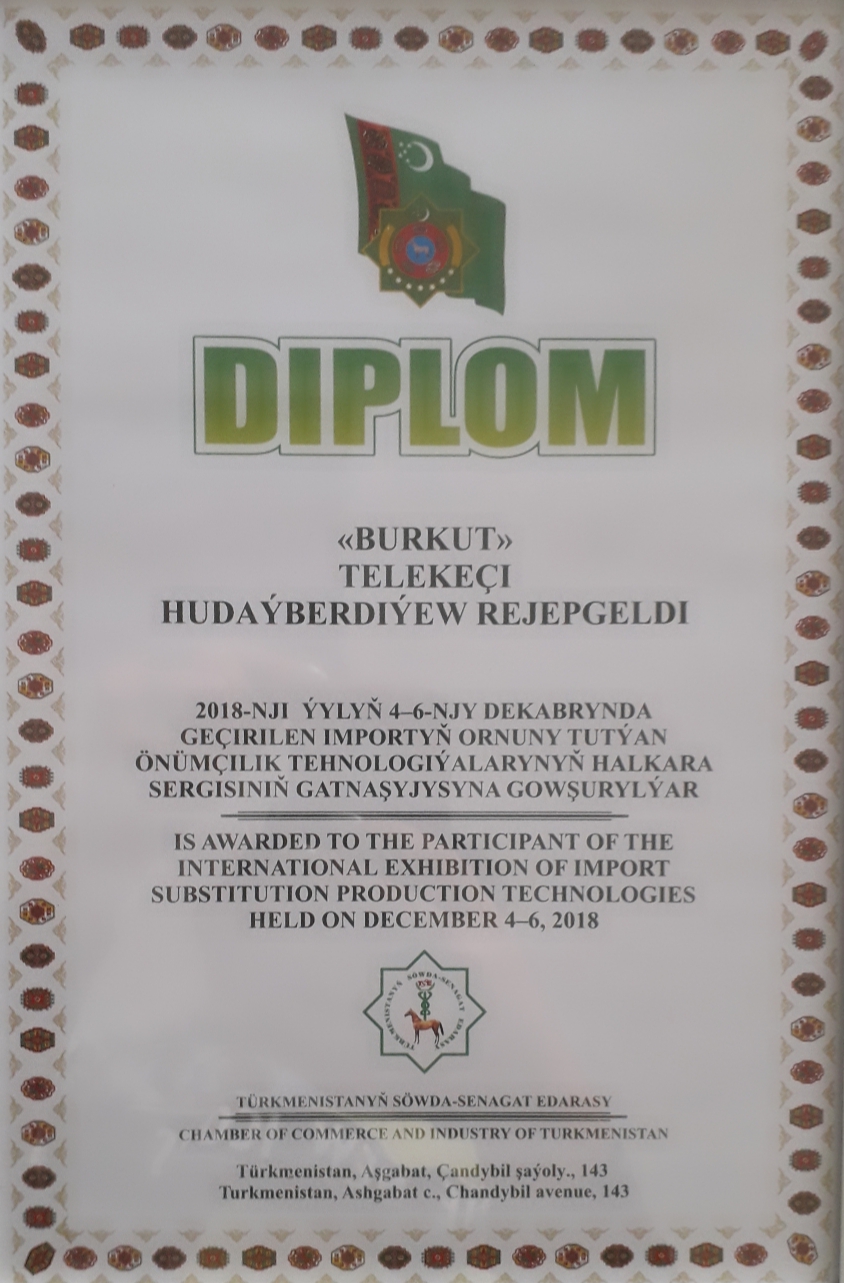 DIPLOM
«BURKUT»
TELEKEÇI
HUDAÝBERDIÝEW REJEPGELDI
2018-NJI ÝYLYŇ 4–6-NJY DEKABRYNDA
GEÇIRILEN IMPORTYŇ ORNUNY TUTÝAN
ÖNÜMÇILIK TEHNOLOGIÝALARYNYŇ HALKARA
SERGISINIŇ GATNAŞYJYSYNA GOWŞURYLÝAR
IS AWARDED TO THE PARTICIPANT OF THE
INTERNATIONAL EXHIBITION OF IMPORT
SUBSTITUTION PRODUCTION TECHNOLOGIES
HELD ON DECEMBER 4–6, 2018
TÜRKMENISTANYŇ SÖWDA-SENAGAT EDARASY
TÜRKMENISTANYŇ SÖWDA-SENAGAT EDARASY
CHAMBER OF COMMERCE AND INDUSTRY OF TURKMENISTAN
Türkmenistan, Aşgabat, Çandybil şaýoly., 143
Turkmenistan, Ashgabat c., Chandybil avenue, 143